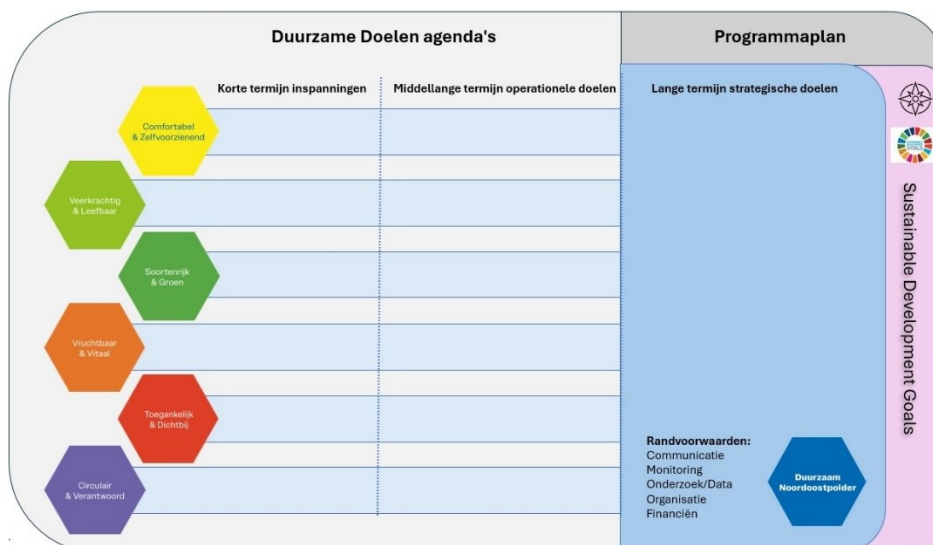 Duurzame Doelen agenda's
Programmaplan
Korte termijn inspanningen
Middellange termijn operationele doelen
Lange termijn strategische doelen
Comfortabel
& Zelfvoorzienend
Veerkrachtig
& Leefbaar
Soortenrijk
& Groen
Vruchtbaar
& Vitaal
Toegankelijk
& Dichtbij
Circulair
& Verantwoord
Randvoorwaarden:
Communicatie
Monitoring
Onderzoek/Data
Organisatie
Financiën
Duurzaam
Noordoostpolder
GOALS
Sustainable Development Goals